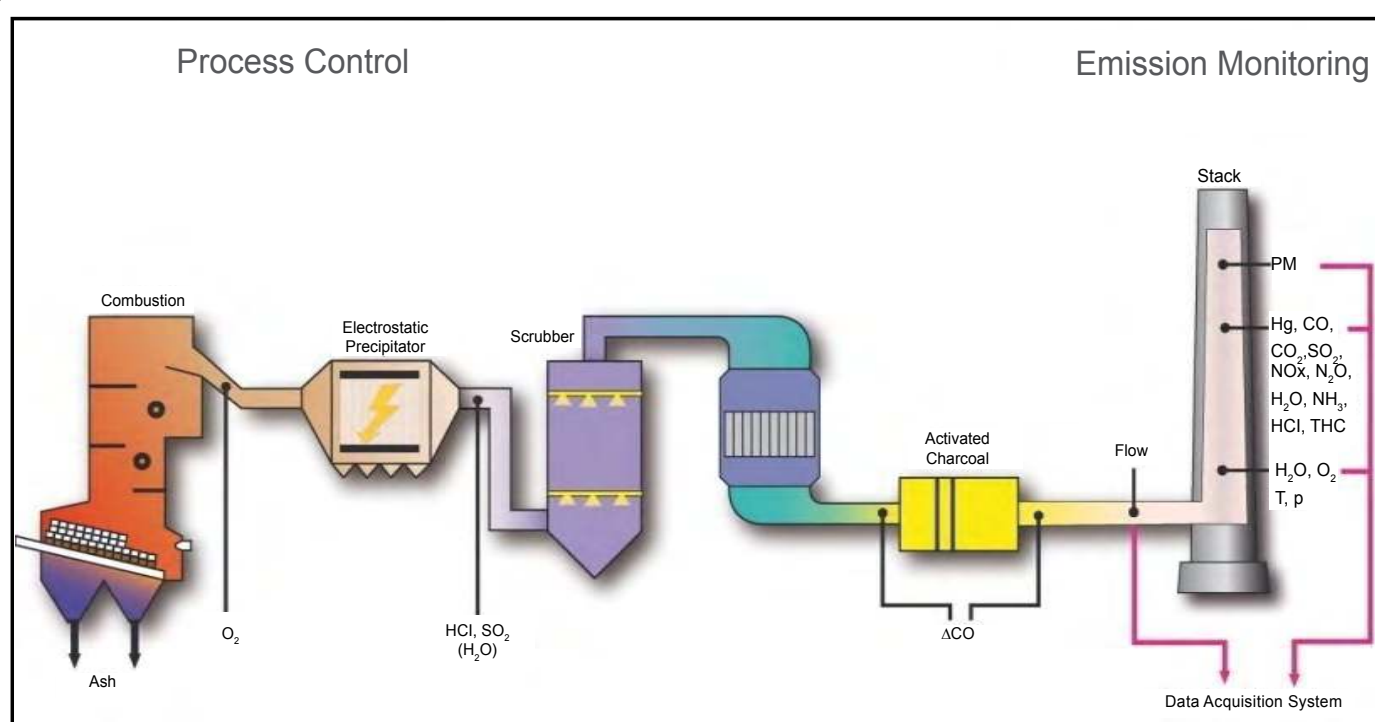 Process Control
Emission Monitoring
Stack
PM
Combustion
Electrostatic
Precipitator
Scrubber
Hg, CO,
CO₂,SO₂,
NOx, N₂O,
H₂O, NH₃,
HCl, THC
Activated
Charcoal
Flow
H₂O, O₂
T, p
O₂
HCl, SO₂
(H₂O)
ΔCO
Ash
Data Acquisition System